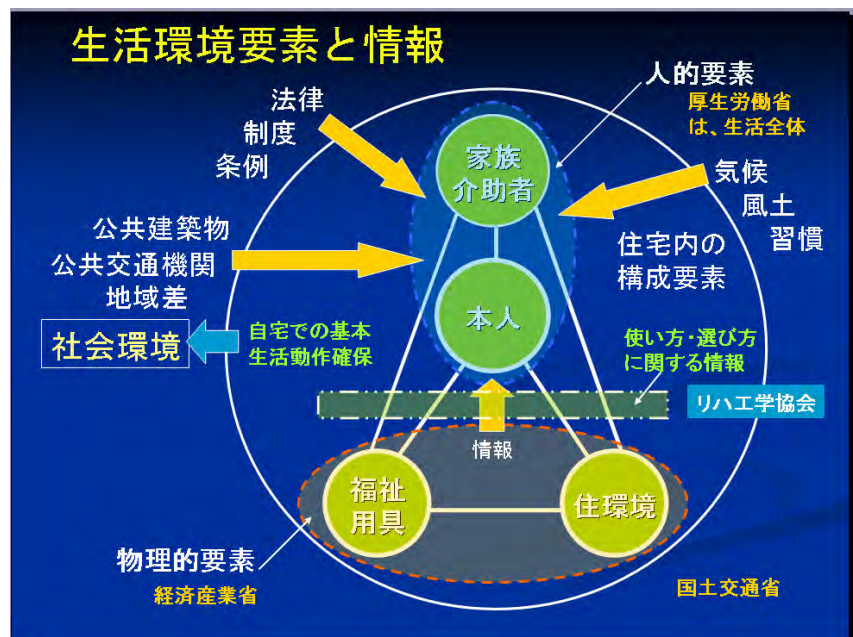 生活環境要素と情報
人的要素
厚生労働省
は、生活全体
法律
制度
条例
家族
介助者
気候
風土
習慣
公共建築物
公共交通機関
地域差
住宅内の
構成要素
本人
社会環境
自宅での基本
生活動作確保
使い方・選び方
に関する情報
リハ工学協会
情報
福祉
用具
住環境
物理的要素
経済産業省
国土交通省